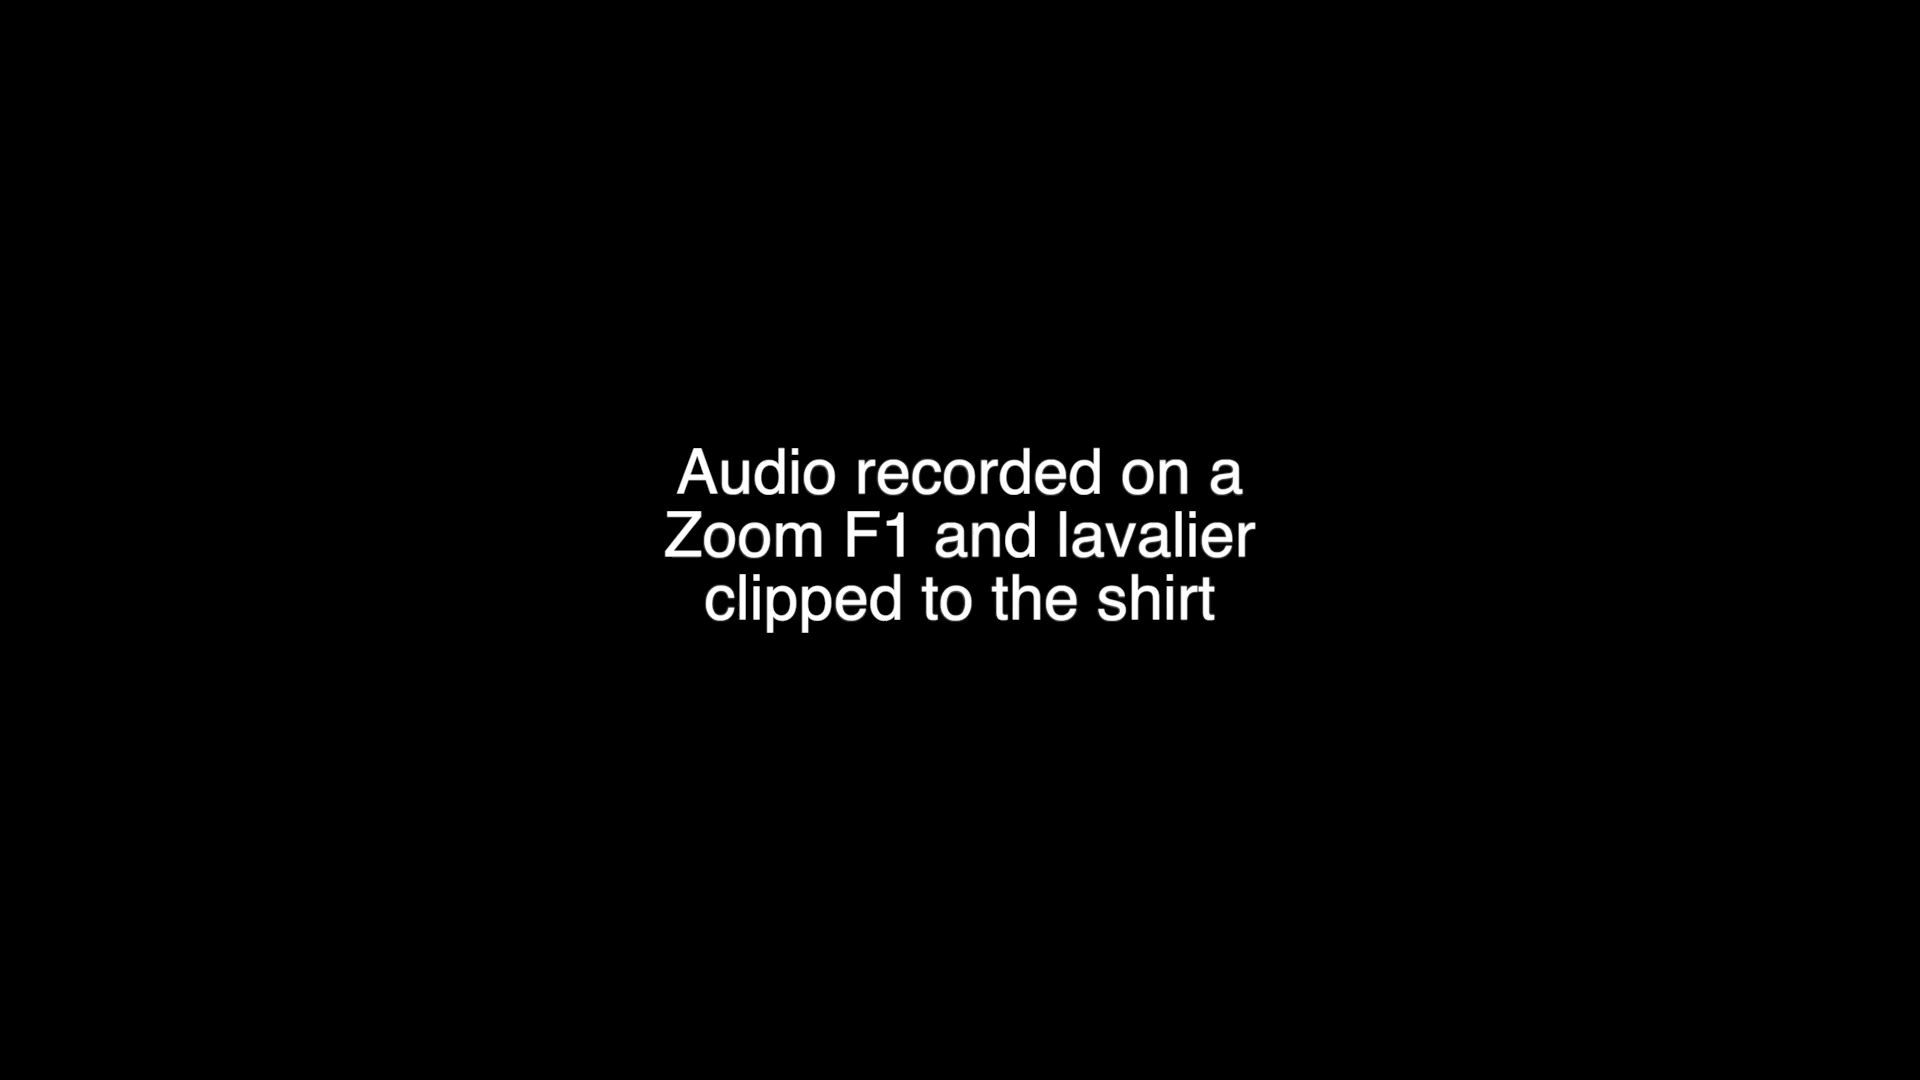 Audio recorded on a
Zoom F1 and lavalier
clipped to the shirt